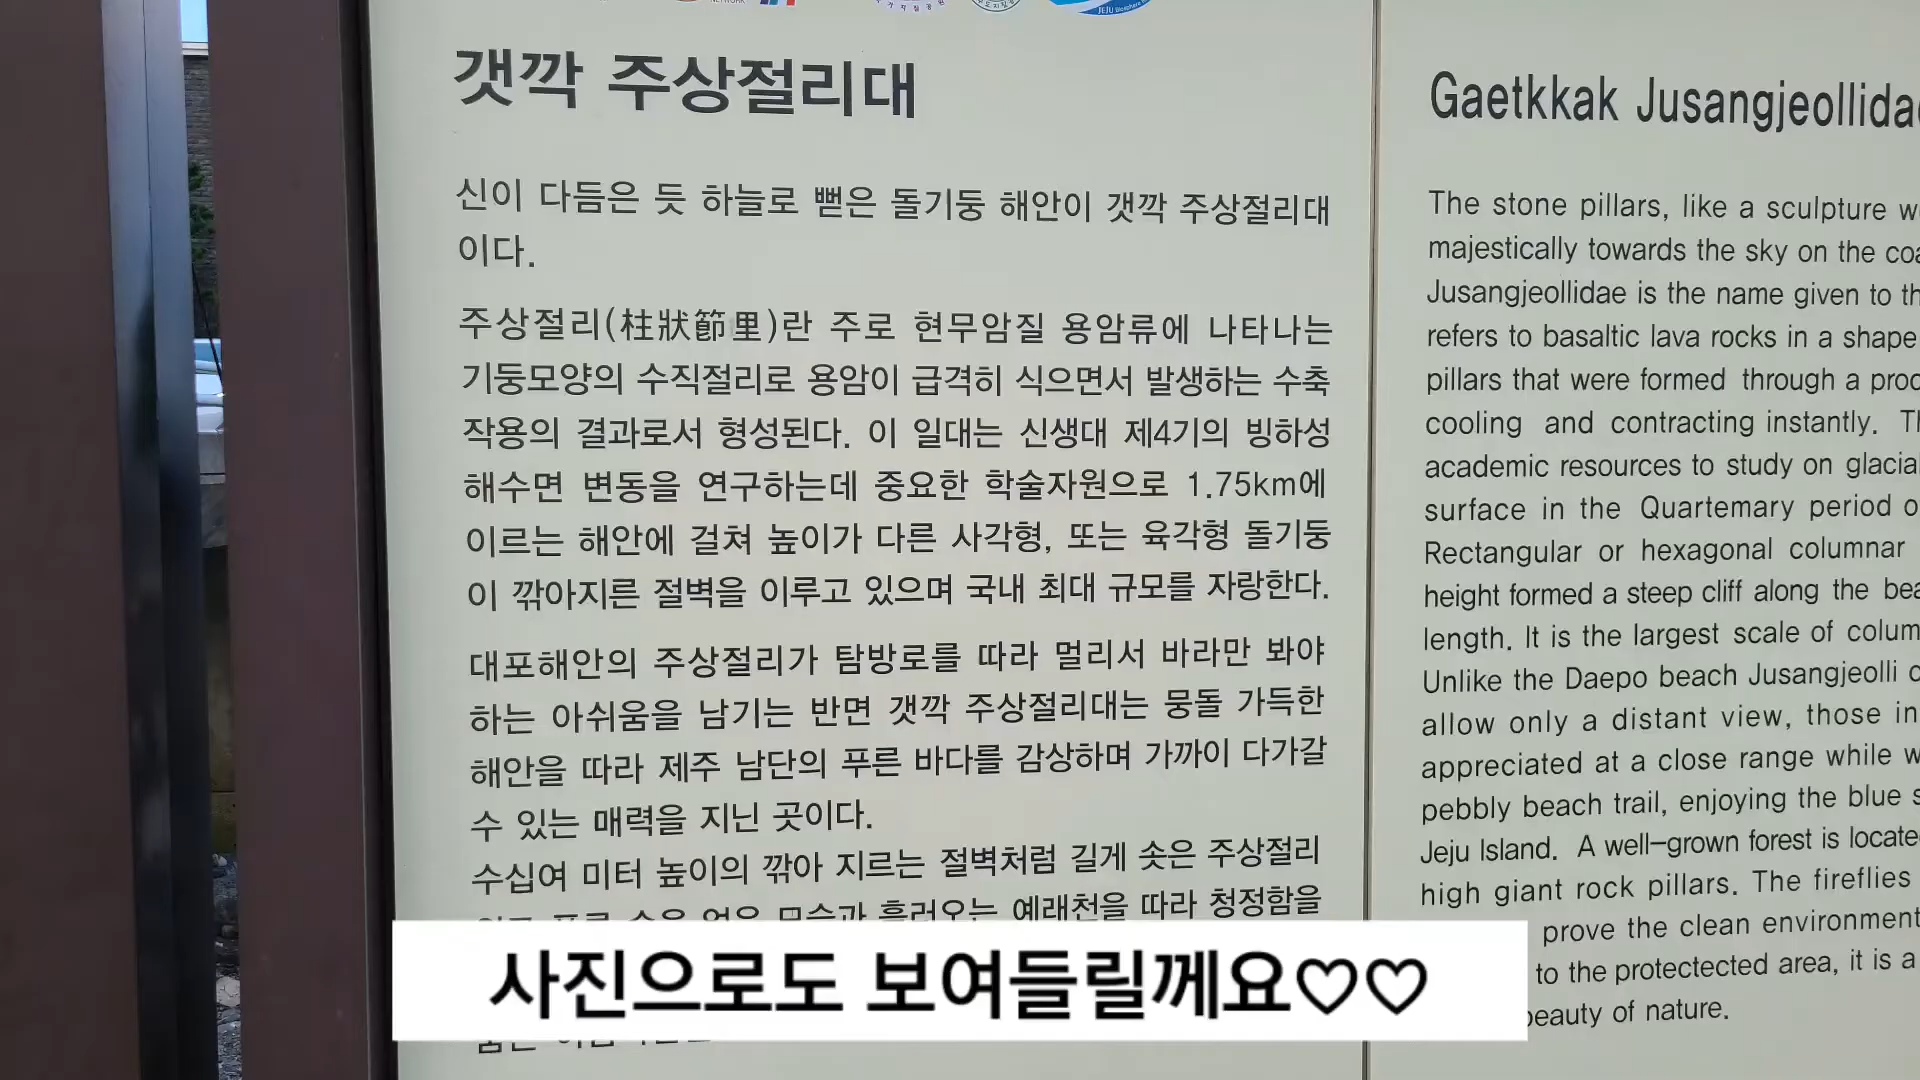 JEJU Biosphere
갯깍 주상절리대
신이 다듬은 듯 하늘로 뻗은 돌기둥 해안이 갯깍 주상절리대
이다.
주상절리(柱狀節里)란 주로 현무암질 용암류에 나타나는
기둥모양의 수직절리로 용암이 급격히 식으면서 발생하는 수축
작용의 결과로서 형성된다. 이 일대는 신생대 제4기의 빙하성
해수면 변동을 연구하는데 중요한 학술자원으로 1.75km에
이르는 해안에 걸쳐 높이가 다른 사각형, 또는 육각형 돌기둥
이 깎아지른 절벽을 이루고 있으며 국내 최대 규모를 자랑한다.
대포해안의 주상절리가 탐방로를 따라 멀리서 바라만 봐야
하는 아쉬움을 남기는 반면 갯깍 주상절리대는 뭉돌 가득한
해안을 따라 제주 남단의 푸른 바다를 감상하며 가까이 다가갈
수 있는 매력을 지닌 곳이다.
수십여 미터 높이의 깎아 지르는 절벽처럼 길게 솟은 주상절리
흘러오는 예래천을 따라 청정함을
Gaetkkak Jusangjeollidae
The stone pillars, like a sculpture
majestically towards the sky on the
Jusangjeollidae is the name given to
refers to basaltic lava rocks in a shape
pillars that were formed through a
cooling and contracting instantly.
academic resources to study on
surface in the Quartemary period
Rectangular or hexagonal columnar
height formed a steep cliff along the
length. It is the largest scale of
Unlike the Daepo beach Jusangjeolli
allow only a distant view, those in
appreciated at a close range while
pebbly beach trail, enjoying the blue
Jeju Island. A well-grown forest is
high giant rock pillars. The fireflies
prove the clean environment
to the protectected area, it is a
beauty of nature.
사진으로도 보여들릴께요♡♡